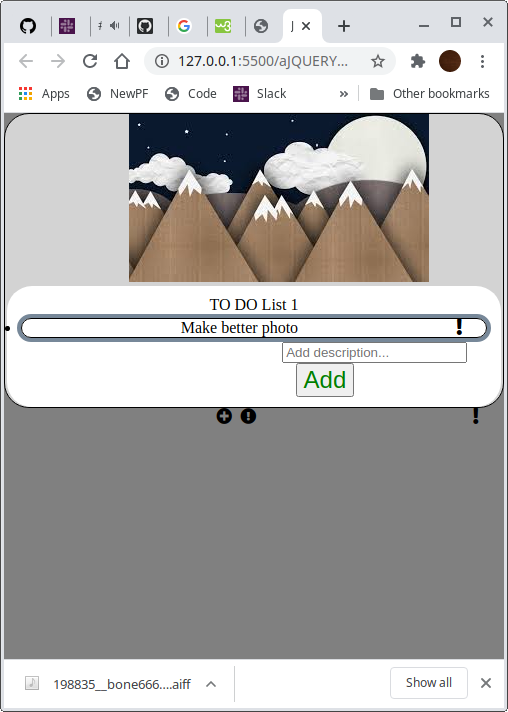 w3
J
127.0.0.1:5500/aJQUERY...
Apps
NewPF
Code
Slack
»
Other bookmarks
TO DO List 1
Make better photo
Add description...
Add
198835__bone666....aiff
Show all